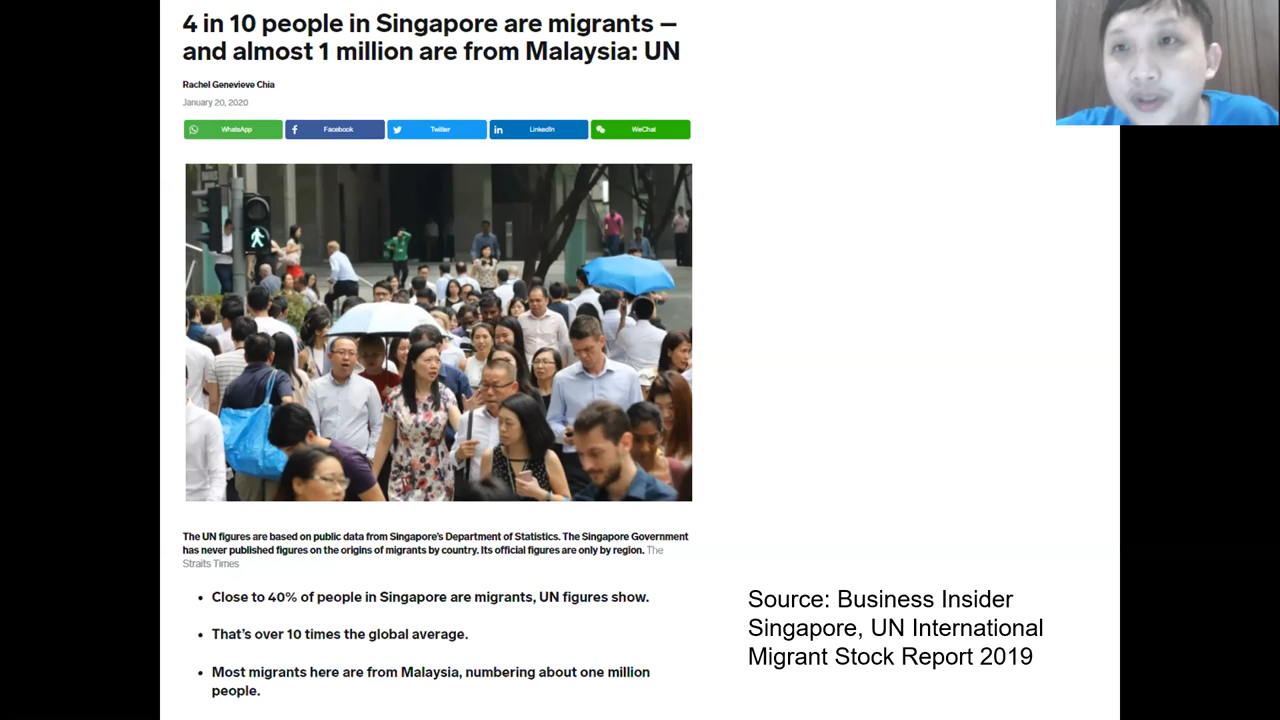 4 in 10 people in Singapore are migrants –
and almost 1 million are from Malaysia: UN
Rachel Genevieve Chia
January 20, 2020
WhatsApp
Facebook
Twitter
LinkedIn
WeChat
The UN figures are based on public data from Singapore's Department of Statistics. The Singapore Government
has never published figures on the origins of migrants by country. Its official figures are only by region. The
Straits Times
• Close to 40% of people in Singapore are migrants, UN figures show.
• That's over 10 times the global average.
• Most migrants here are from Malaysia, numbering about one million
people.
Source: Business Insider
Singapore, UN International
Migrant Stock Report 2019